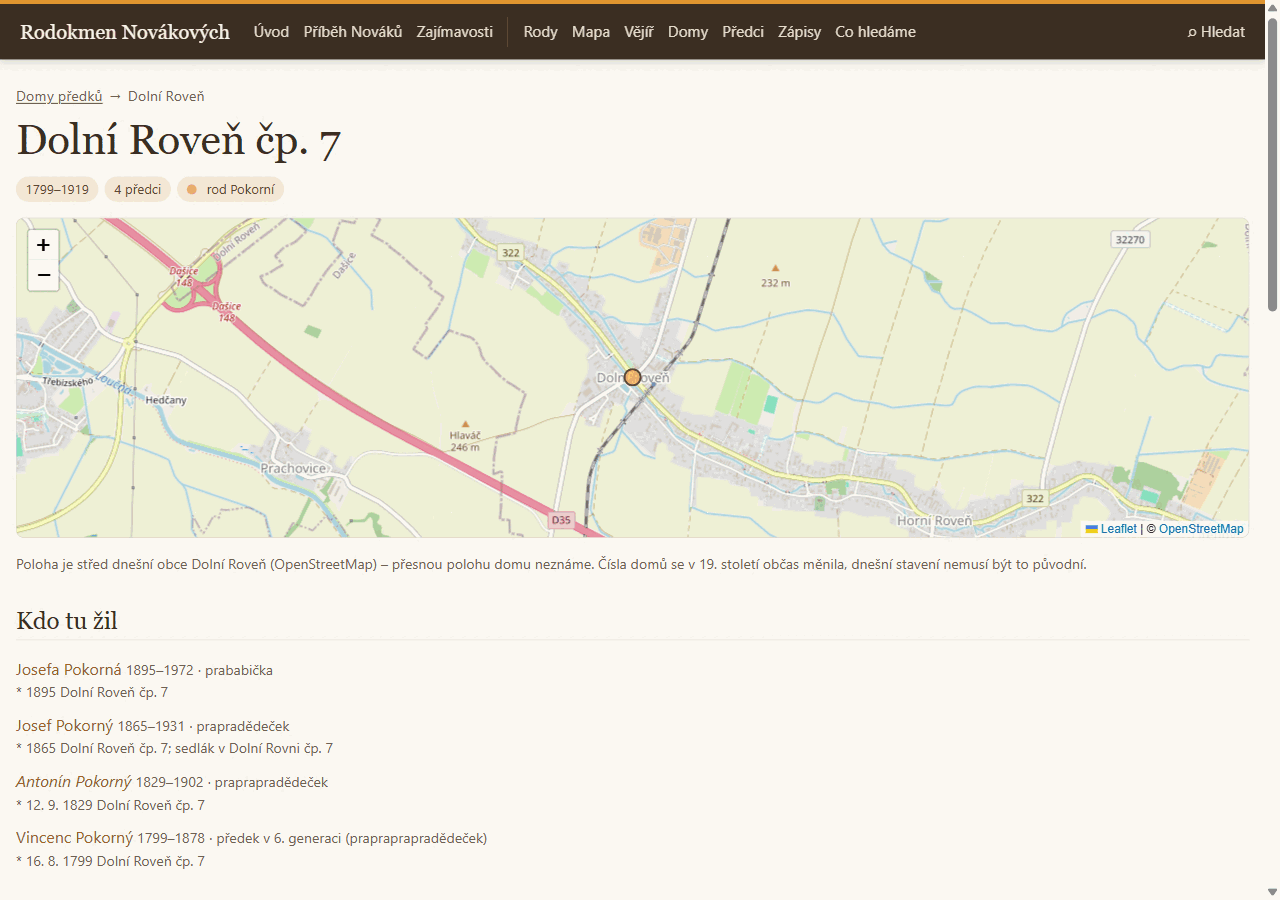 Rodokmen Novákových Úvod Příběh Nováků Zajímavosti Rody Mapa Vějíř Domy Předci Zápisy Co hledáme ⌕ Hledat
Domy předků → Dolní Roveň
Dolní Roveň čp. 7
1799–1919 4 předci rod Pokorní
+
−
Dolní Roveň
Dašice
Dašice
148
Dašice
148
322
232 m
32270
Třebízského
Loučná
Hedčany
Dolní Roveň
Hlaváč
246 m
Prachovice
D35
322
Horní Roveň
Leaflet | © OpenStreetMap
Poloha je střed dnešní obce Dolní Roveň (OpenStreetMap) – přesnou polohu domu neznáme. Čísla domů se v 19. století občas měnila, dnešní stavení nemusí být to původní.
Kdo tu žil
Josefa Pokorná 1895–1972 · prababička
* 1895 Dolní Roveň čp. 7
Josef Pokorný 1865–1931 · prapradědeček
* 1865 Dolní Roveň čp. 7; sedlák v Dolní Rovni čp. 7
Antonín Pokorný 1829–1902 · praprapradědeček
* 12. 9. 1829 Dolní Roveň čp. 7
Vincenc Pokorný 1799–1878 · předek v 6. generaci (prapraprapradědeček)
* 16. 8. 1799 Dolní Roveň čp. 7